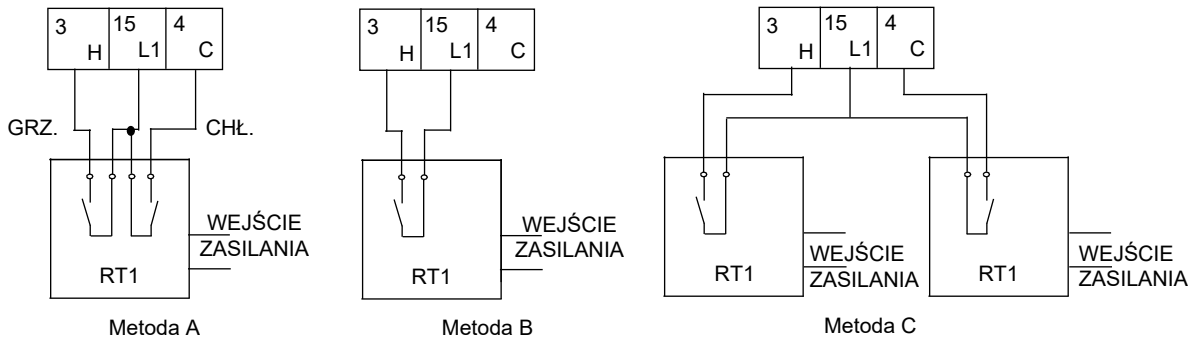 3 15 4
H L1 C
GRZ. CHŁ.
WEJŚCIE
ZASILANIA
RT1
Metoda A
3 15 4
H L1 C
WEJŚCIE
ZASILANIA
RT1
Metoda B
3 15 4
H L1 C
WEJŚCIE
ZASILANIA
RT1
WEJŚCIE
ZASILANIA
RT1
Metoda C